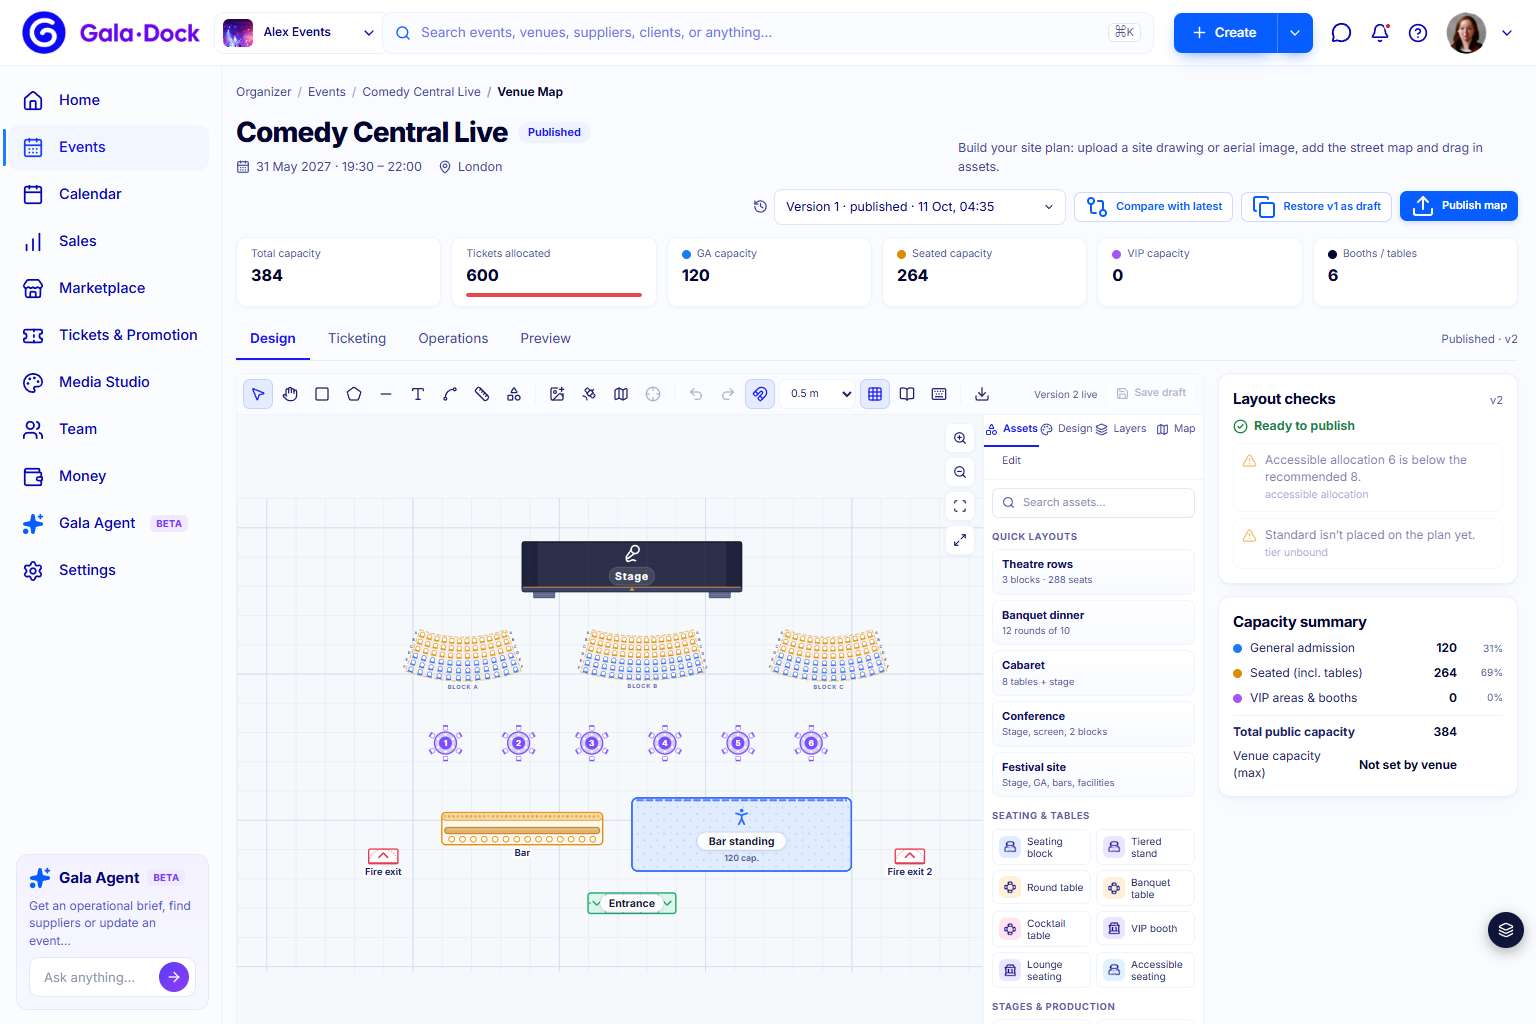 Gala·Dock
Alex Events
Search events, venues, suppliers, clients, or anything...
⌘K
Create
Home
Events
Calendar
Sales
Marketplace
Tickets & Promotion
Media Studio
Team
Money
Gala Agent BETA
Settings
Gala Agent BETA
Get an operational brief, find
suppliers or update an
event...
Ask anything...
Organizer / Events / Comedy Central Live / Venue Map
Comedy Central Live Published
31 May 2027 · 19:30 – 22:00 London
Build your site plan: upload a site drawing or aerial image, add the street map and drag in
assets.
Version 1 · published · 11 Oct, 04:35
Compare with latest
Restore v1 as draft
Publish map
Total capacity
384
Tickets allocated
600
GA capacity
120
Seated capacity
264
VIP capacity
0
Booths / tables
6
Design Ticketing Operations Preview
Published · v2
0.5 m
Version 2 live
Save draft
Stage
BLOCK A
BLOCK B
BLOCK C
1 2 3 4 5 6
Bar
Bar standing
120 cap.
Fire exit
Fire exit 2
Entrance
Assets Design Layers Map
Edit
Search assets...
QUICK LAYOUTS
Theatre rows
3 blocks · 288 seats
Banquet dinner
12 rounds of 10
Cabaret
8 tables + stage
Conference
Stage, screen, 2 blocks
Festival site
Stage, GA, bars, facilities
SEATING & TABLES
Seating
block
Tiered
stand
Round table
Banquet
table
Cocktail
table
VIP booth
Lounge
seating
Accessible
seating
STAGES & PRODUCTION
Layout checks v2
Ready to publish
Accessible allocation 6 is below the
recommended 8.
accessible allocation
Standard isn't placed on the plan yet.
tier unbound
Capacity summary
General admission 120 31%
Seated (incl. tables) 264 69%
VIP areas & booths 0 0%
Total public capacity 384
Venue capacity
(max)
Not set by venue